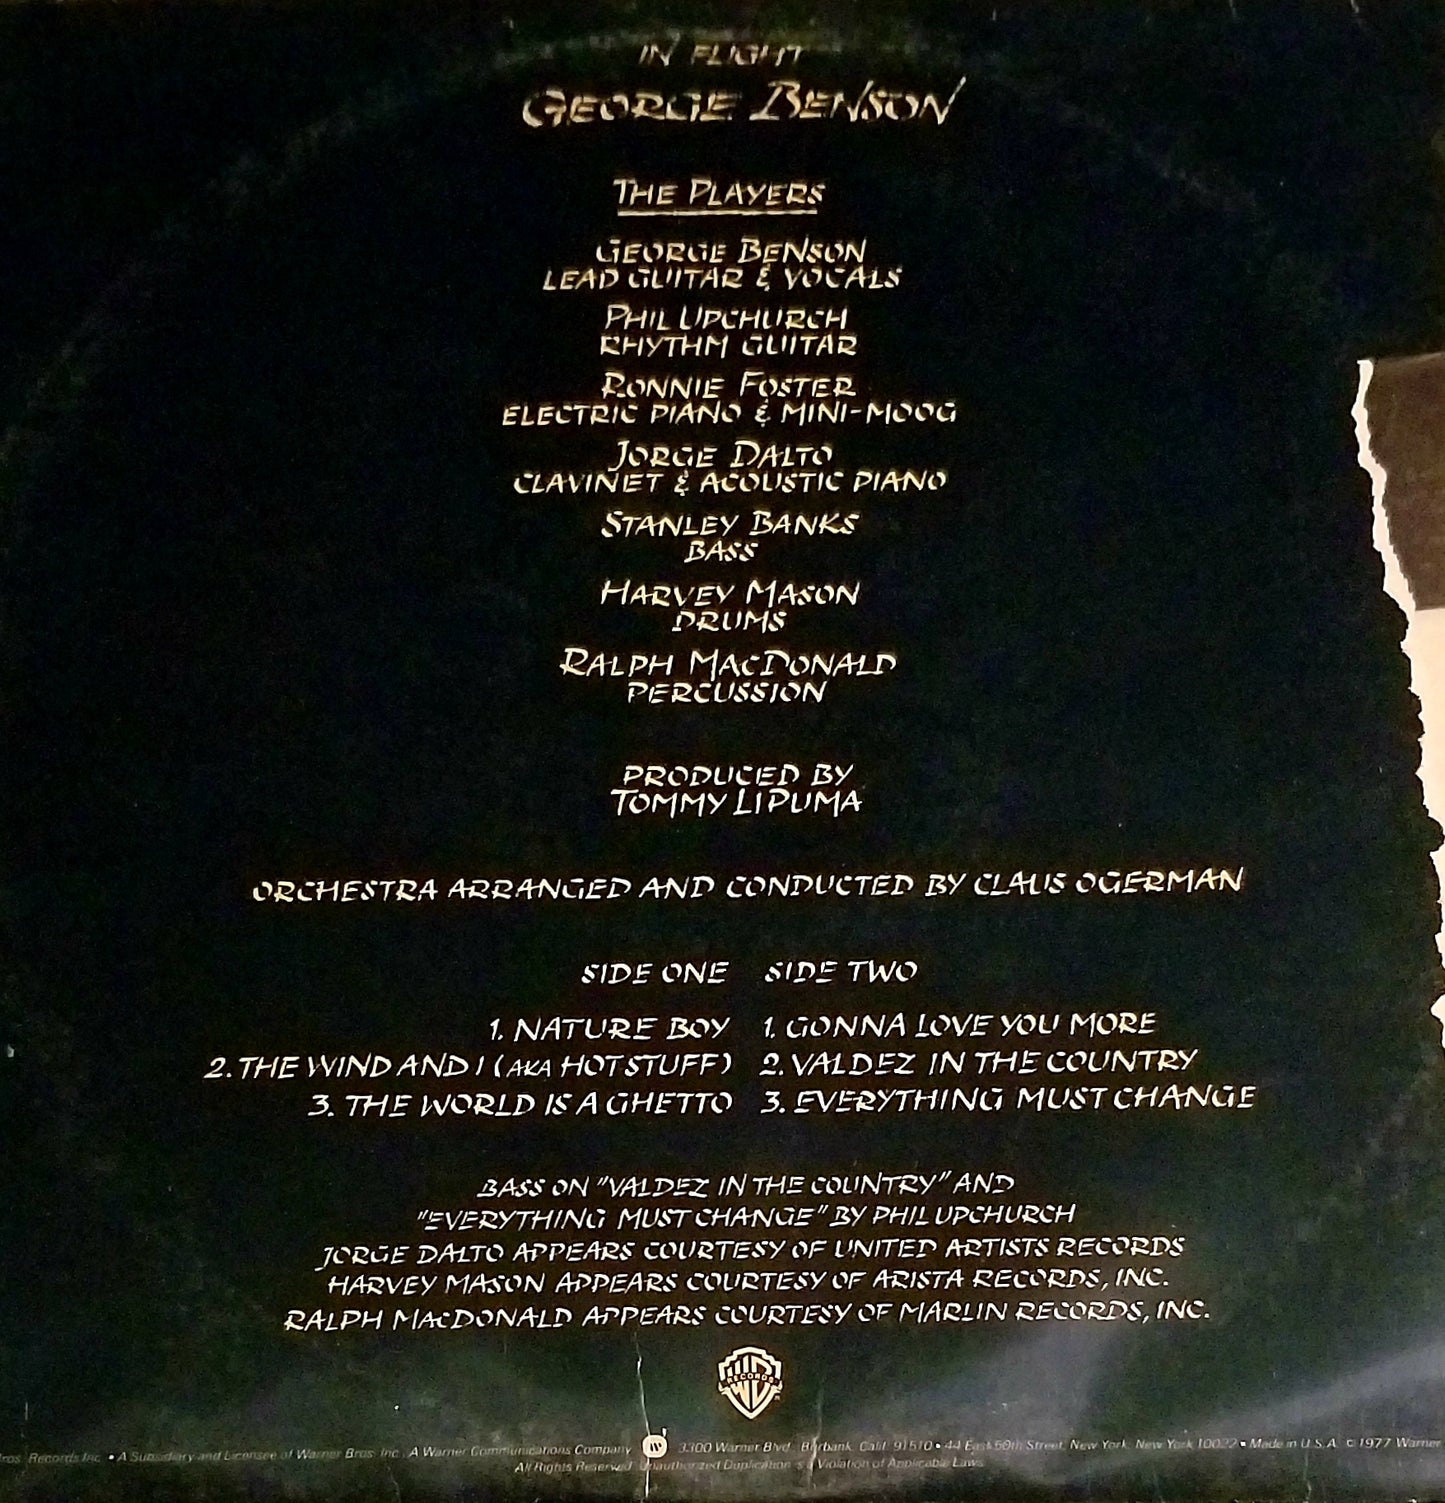 IN FLIGHT
GEORGE BENSON
THE PLAYERS
GEORGE BENSON
LEAD GUITAR & VOCALS
PHIL UPCHURCH
RHYTHM GUITAR
RONNIE FOSTER
ELECTRIC PIANO & MINI-MOOG
JORGE DALTO
CLAVINET & ACOUSTIC PIANO
STANLEY BANKS
BASS
HARVEY MASON
DRUMS
RALPH MACDONALD
PERCUSSION
PRODUCED BY
TOMMY LIPUMA
ORCHESTRA ARRANGED AND CONDUCTED BY CLAUS OGERMAN
SIDE ONE
1. NATURE BOY
2. THE WIND AND I (AKA HOT STUFF)
3. THE WORLD IS A GHETTO
SIDE TWO
1. GONNA LOVE YOU MORE
2. VALDEZ IN THE COUNTRY
3. EVERYTHING MUST CHANGE
BASS ON "VALDEZ IN THE COUNTRY" AND
"EVERYTHING MUST CHANGE" BY PHIL UPCHURCH
JORGE DALTO APPEARS COURTESY OF UNITED ARTISTS RECORDS
HARVEY MASON APPEARS COURTESY OF ARISTA RECORDS, INC.
RALPH MACDONALD APPEARS COURTESY OF MARLIN RECORDS, INC.
RECORDS
ros. Records Inc. • A Subsidiary and Licensee of Warner Bros. Inc., A Warner Communications Company 3300 Warner Blvd., Burbank, Calif. 91510 • 44 East 50th Street, New York, New York 10022 • Made in U.S.A. © 1977 Warner
All Rights Reserved. Unauthorized Duplication is a Violation of Applicable Laws